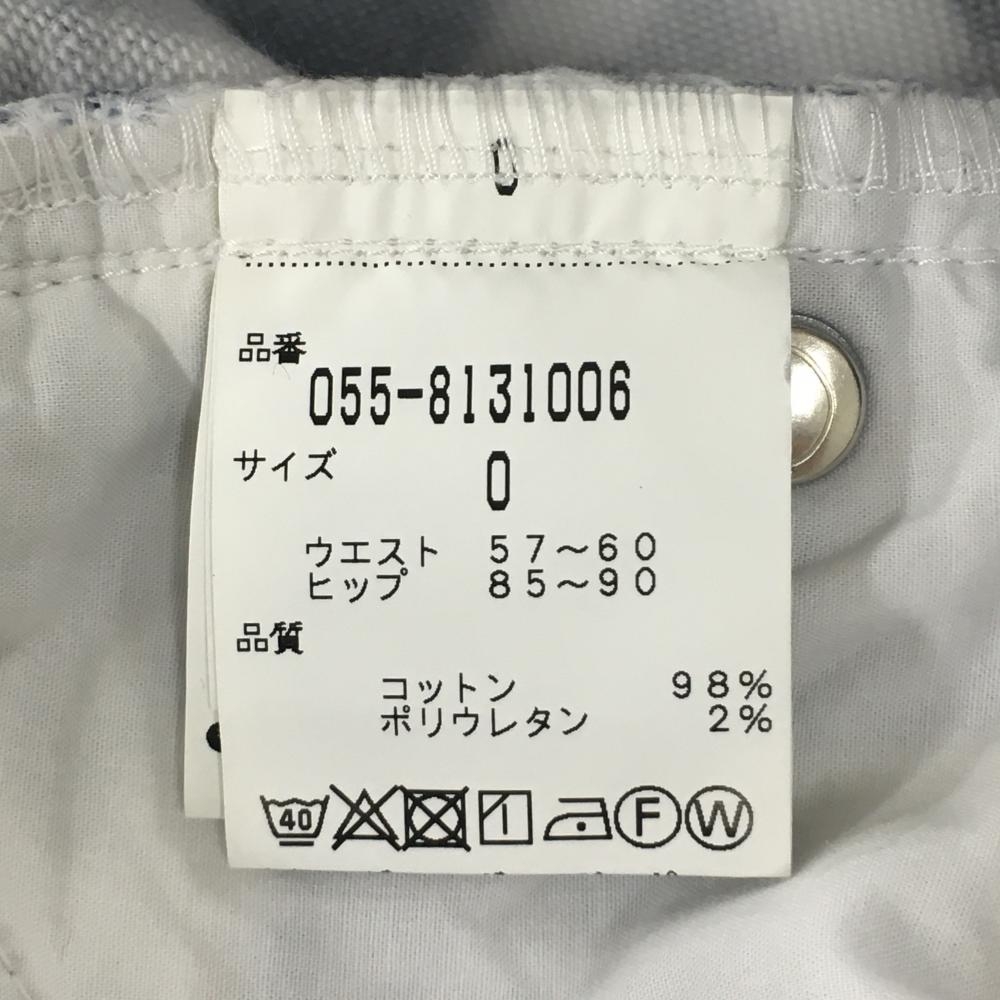 品番
055-8131006
サイズ
0
ウエスト 57～60
ヒップ 85～90
品質
コットン 98%
ポリウレタン 2%
40 F W